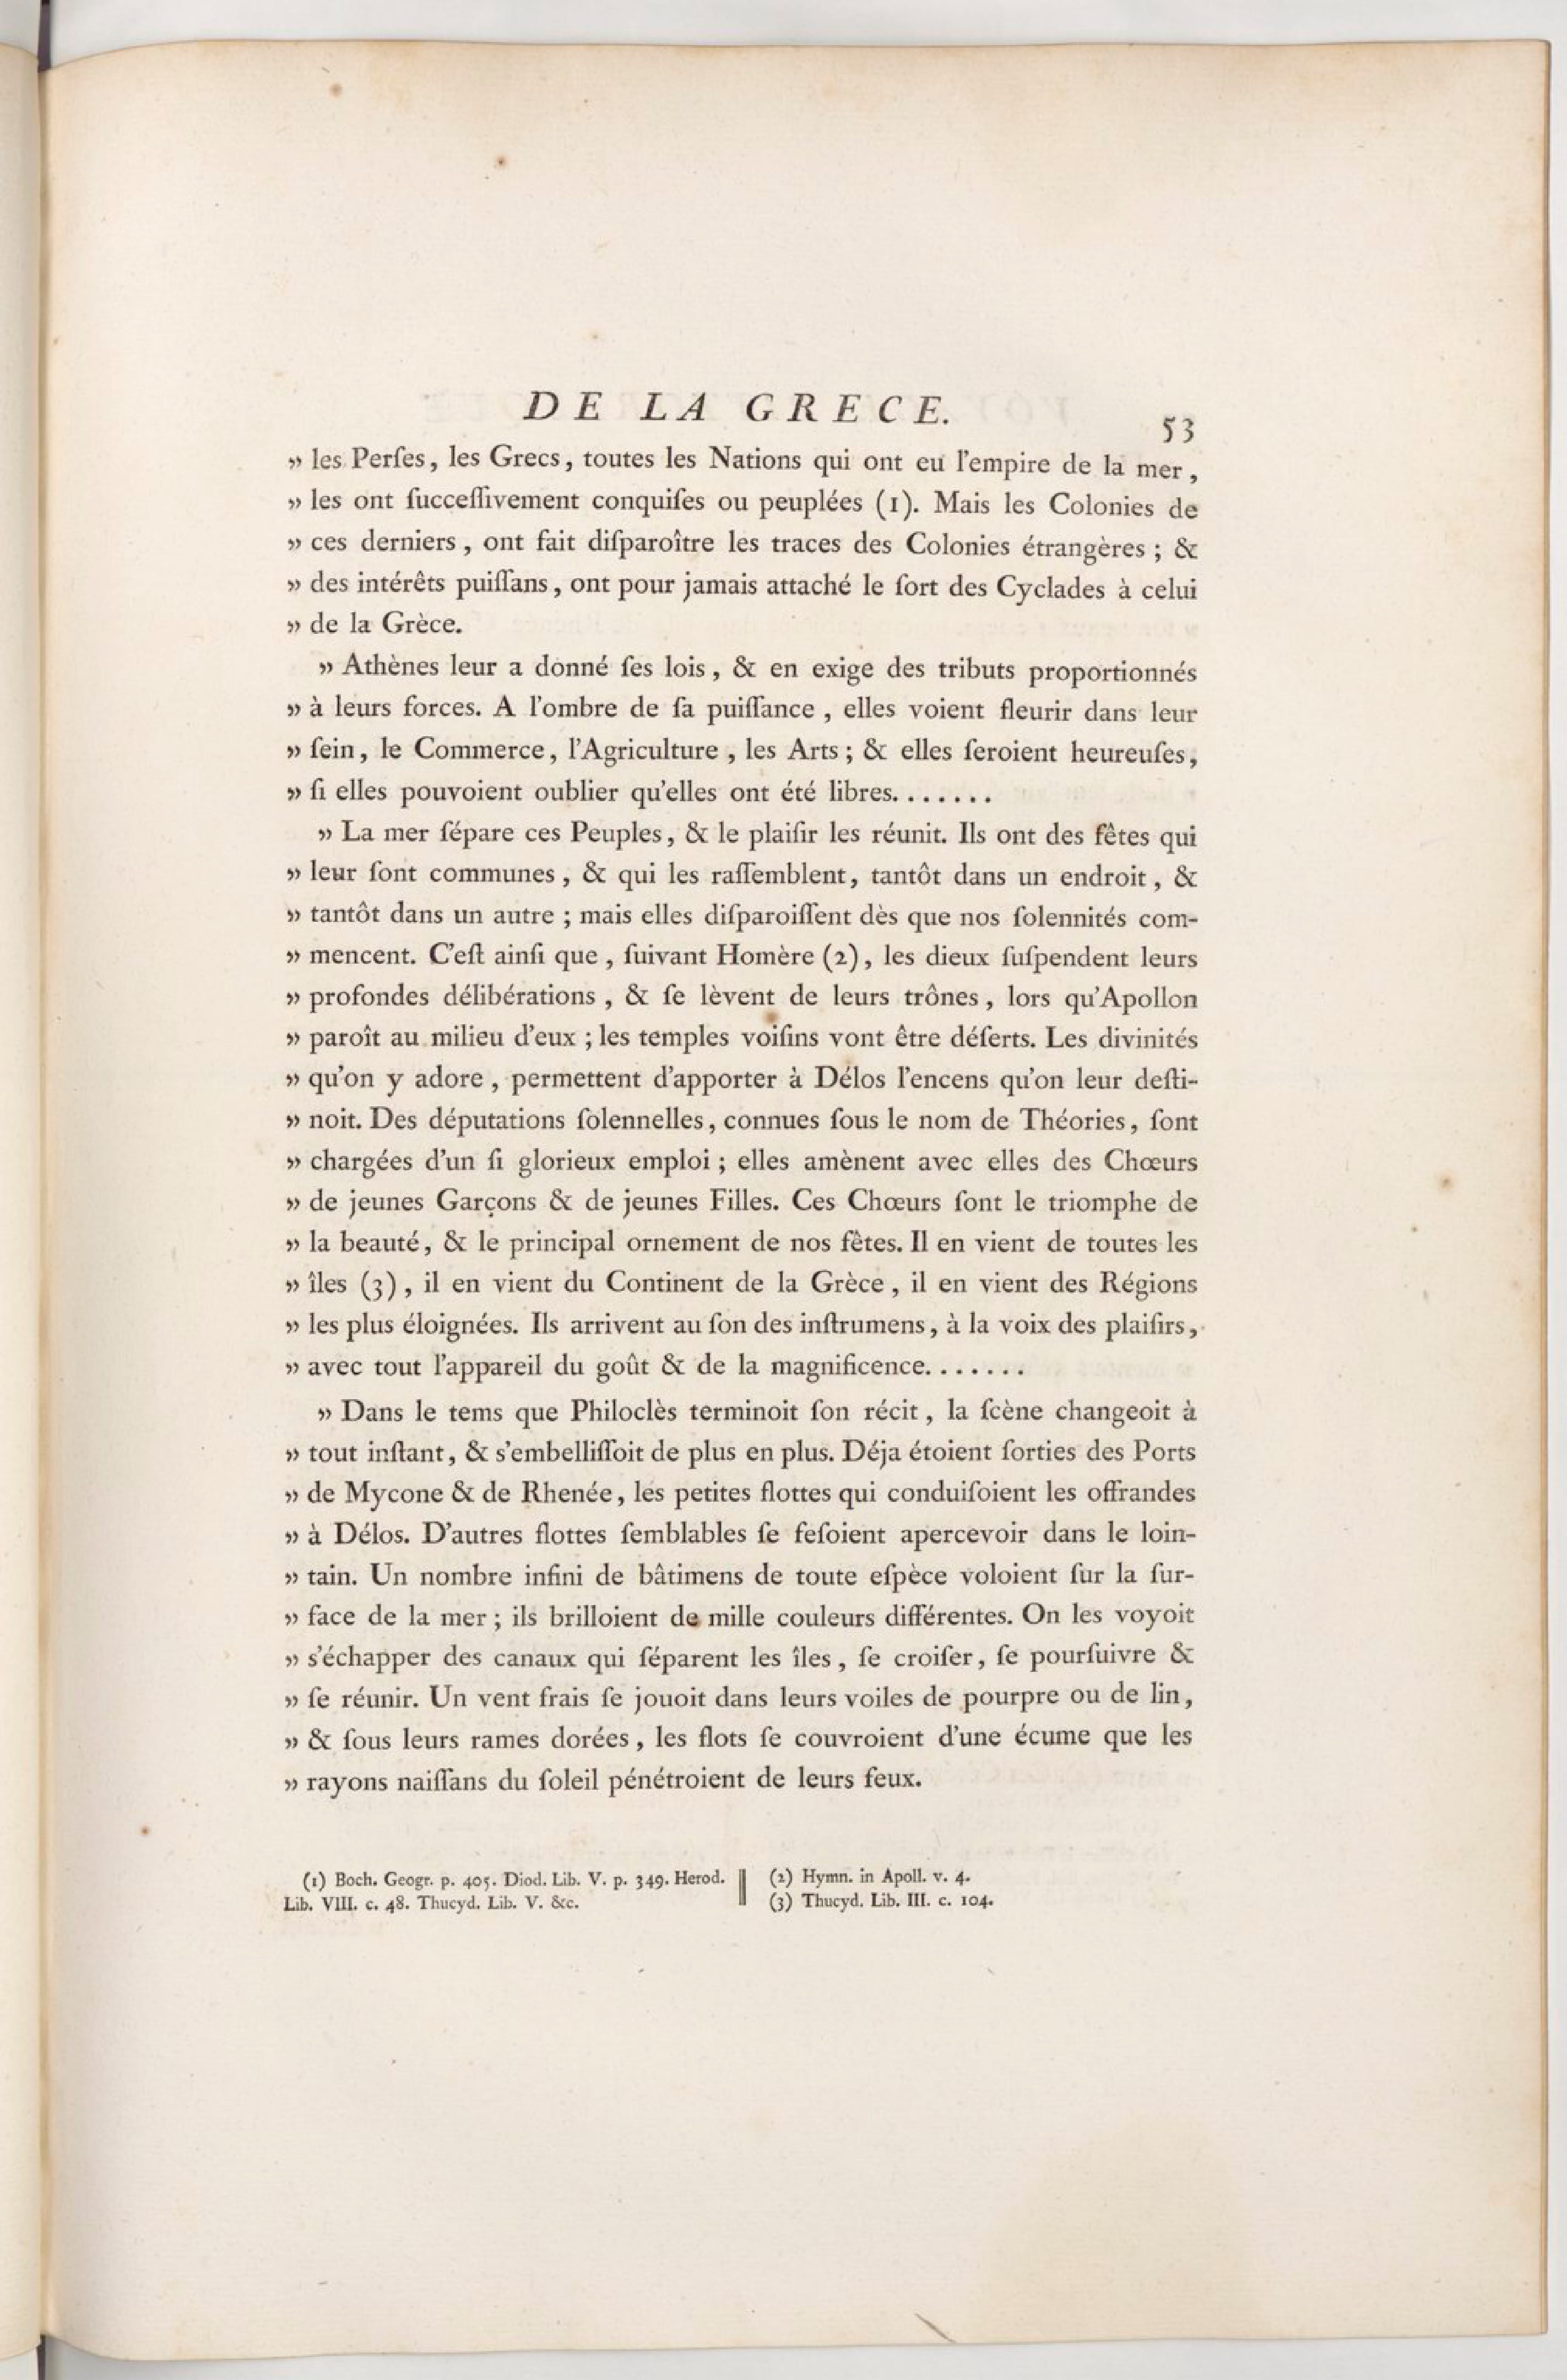 DE LA GRECE.
53
» les Perſes, les Grecs, toutes les Nations qui ont eu l'empire de la mer,
» les ont ſucceſſivement conquiſes ou peuplées (1). Mais les Colonies de
» ces derniers, ont fait diſparoître les traces des Colonies étrangères ; &
» des intérêts puiſſans, ont pour jamais attaché le ſort des Cyclades à celui
» de la Grèce.
» Athènes leur a donné ſes lois, & en exige des tributs proportionnés
» à leurs forces. A l'ombre de ſa puiſſance, elles voient fleurir dans leur
» ſein, le Commerce, l'Agriculture, les Arts ; & elles ſeroient heureuſes,
» ſi elles pouvoient oublier qu'elles ont été libres.......
» La mer ſépare ces Peuples, & le plaiſir les réunit. Ils ont des fêtes qui
» leur ſont communes, & qui les raſſemblent, tantôt dans un endroit, &
» tantôt dans un autre ; mais elles diſparoiſſent dès que nos ſolennités com-
» mencent. C'eſt ainſi que, ſuivant Homère (2), les dieux ſuſpendent leurs
» profondes délibérations, & ſe lèvent de leurs trônes, lors qu'Apollon
» paroît au milieu d'eux ; les temples voiſins vont être déſerts. Les divinités
» qu'on y adore, permettent d'apporter à Délos l'encens qu'on leur deſti-
» noit. Des députations ſolennelles, connues ſous le nom de Théories, ſont
» chargées d'un ſi glorieux emploi ; elles amènent avec elles des Chœurs
» de jeunes Garçons & de jeunes Filles. Ces Chœurs ſont le triomphe de
» la beauté, & le principal ornement de nos fêtes. Il en vient de toutes les
» îles (3), il en vient du Continent de la Grèce, il en vient des Régions
» les plus éloignées. Ils arrivent au ſon des inſtrumens, à la voix des plaiſirs,
» avec tout l'appareil du goût & de la magnificence.......
» Dans le tems que Philoclès terminoit ſon récit, la ſcène changeoit à
» tout inſtant, & s'embelliſſoit de plus en plus. Déja étoient ſorties des Ports
» de Mycone & de Rhenée, les petites flottes qui conduiſoient les offrandes
» à Délos. D'autres flottes ſemblables ſe feſoient apercevoir dans le loin-
» tain. Un nombre infini de bâtimens de toute eſpèce voloient ſur la ſur-
» face de la mer ; ils brilloient de mille couleurs différentes. On les voyoit
» s'échapper des canaux qui ſéparent les îles, ſe croiſer, ſe pourſuivre &
» ſe réunir. Un vent frais ſe jouoit dans leurs voiles de pourpre ou de lin,
» & ſous leurs rames dorées, les flots ſe couvroient d'une écume que les
» rayons naiſſans du ſoleil pénétroient de leurs feux.
(1) Boch. Geogr. p. 405. Diod. Lib. V. p. 349. Herod.
Lib. VIII. c. 48. Thucyd. Lib. V. &c.
(2) Hymn. in Apoll. v. 4.
(3) Thucyd. Lib. III. c. 104.